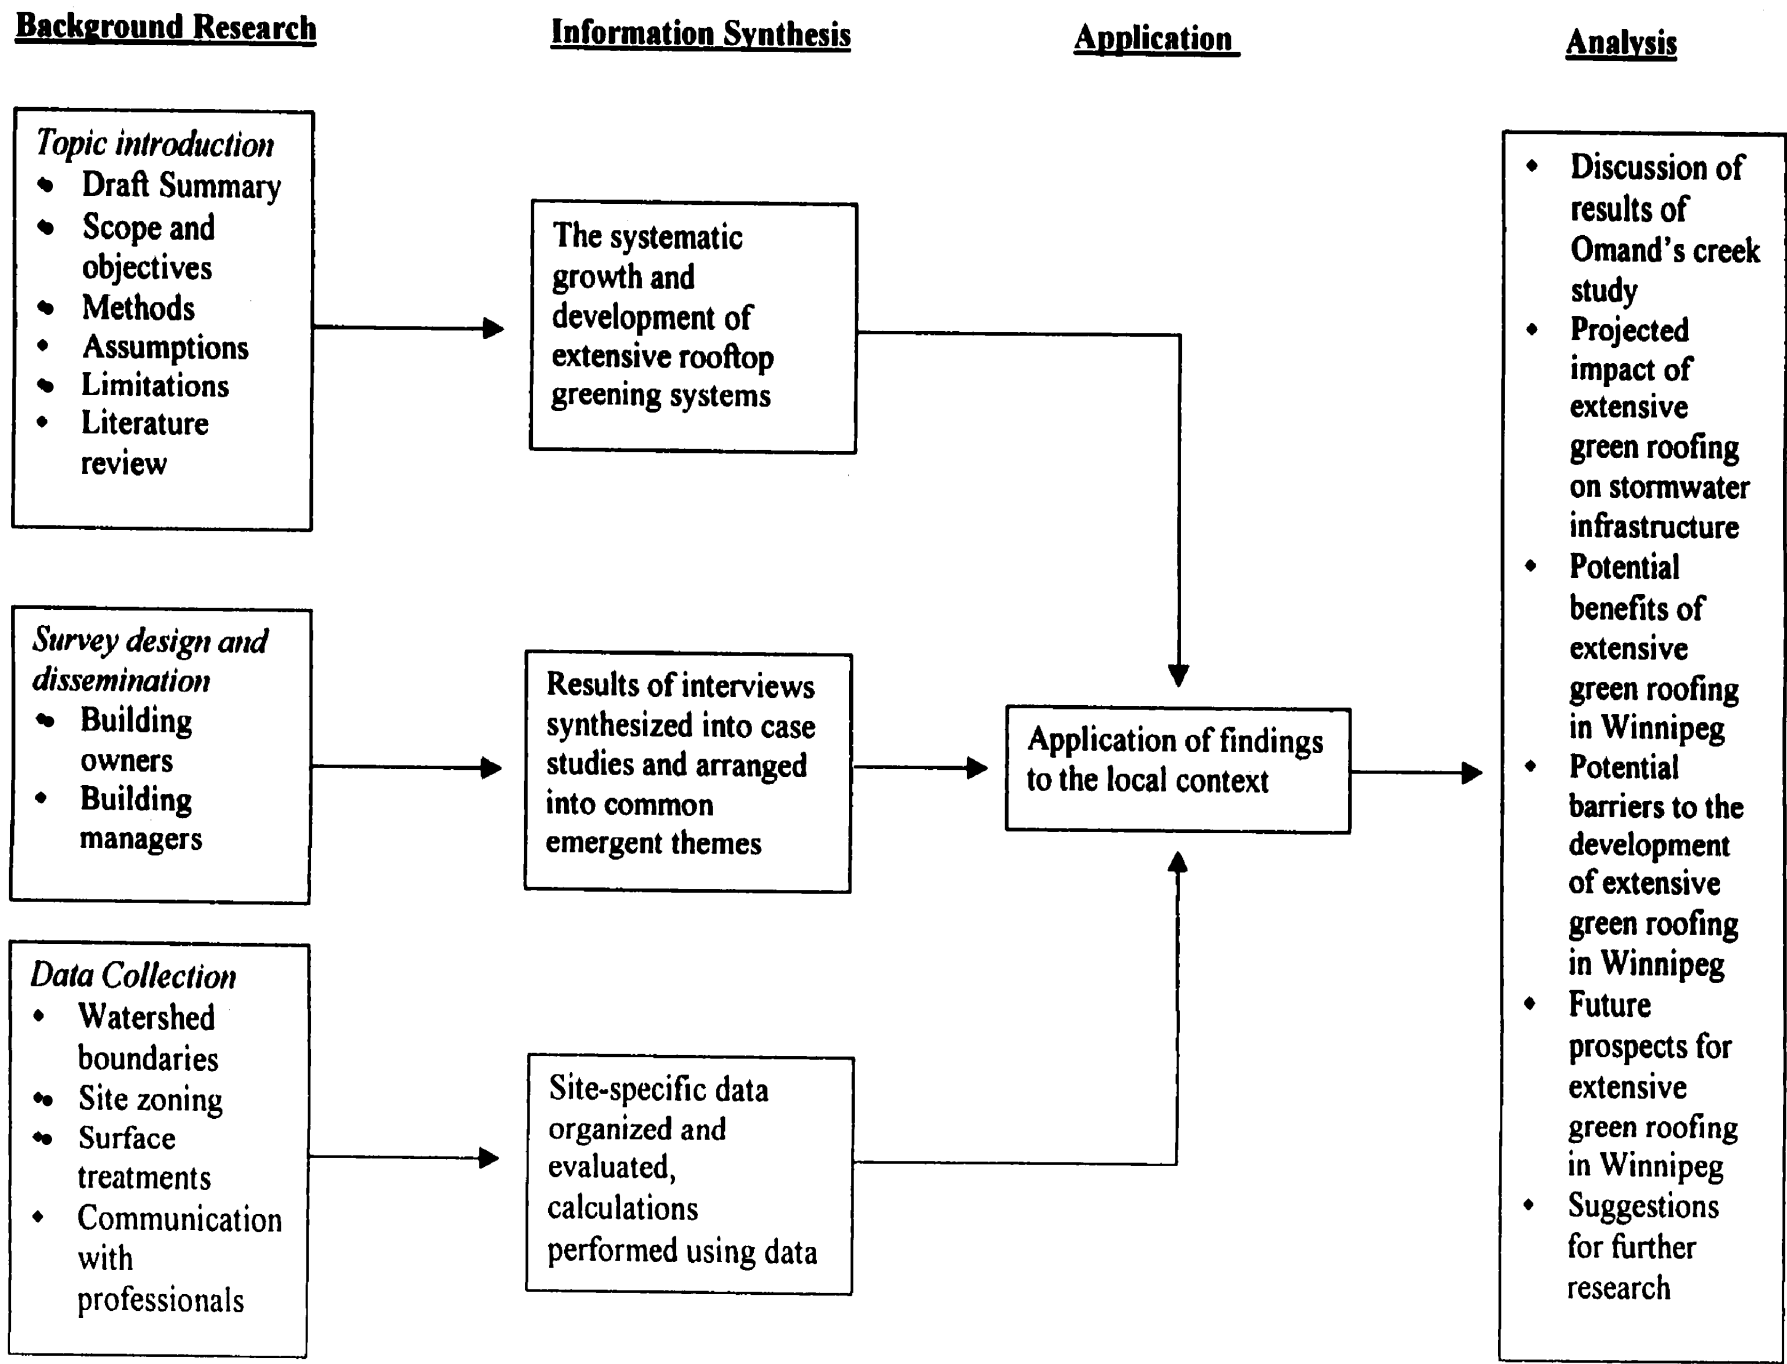 Background Research
Information Synthesis
Application
Analysis
Topic introduction
• Draft Summary
• Scope and
objectives
• Methods
• Assumptions
• Limitations
• Literature
review
The systematic
growth and
development of
extensive rooftop
greening systems
Survey design and
dissemination
• Building
owners
• Building
managers
Results of interviews
synthesized into case
studies and arranged
into common
emergent themes
Application of findings
to the local context
Data Collection
• Watershed
boundaries
• Site zoning
• Surface
treatments
• Communication
with
professionals
Site-specific data
organized and
evaluated,
calculations
performed using data
• Discussion of
results of
Omand's creek
study
• Projected
impact of
extensive
green roofing
on stormwater
infrastructure
• Potential
benefits of
extensive
green roofing
in Winnipeg
• Potential
barriers to the
development
of extensive
green roofing
in Winnipeg
• Future
prospects for
extensive
green roofing
in Winnipeg
• Suggestions
for further
research